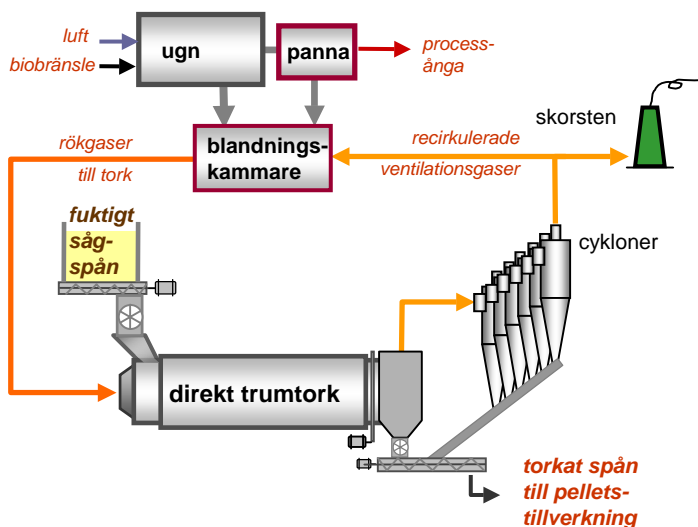 luft
biobränsle
ugn
panna
process-
ånga
skorsten
rökgaser
till tork
blandnings-
kammare
recirkulerade
ventilationsgaser
fuktigt
såg-
spån
cykloner
direkt trumtork
torkat spån
till pellets-
tillverkning